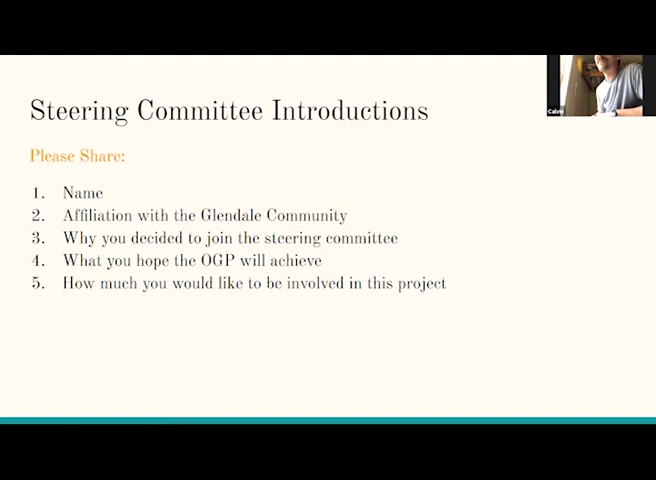 Steering Committee Introductions
Calvin
Please Share:
1. Name
2. Affiliation with the Glendale Community
3. Why you decided to join the steering committee
4. What you hope the OGP will achieve
5. How much you would like to be involved in this project